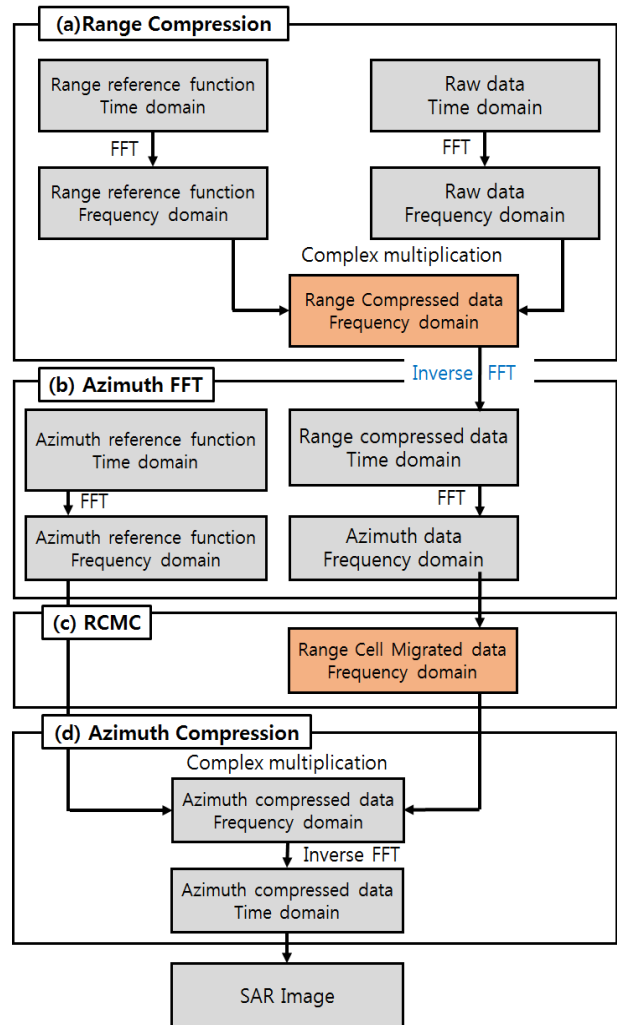 (a)Range Compression
Range reference function
Time domain
Raw data
Time domain
FFT
FFT
Range reference function
Frequency domain
Raw data
Frequency domain
Complex multiplication
Range Compressed data
Frequency domain
Inverse FFT
(b) Azimuth FFT
Azimuth reference function
Time domain
Range compressed data
Time domain
FFT
FFT
Azimuth reference function
Frequency domain
Azimuth data
Frequency domain
(c) RCMC
Range Cell Migrated data
Frequency domain
(d) Azimuth Compression
Complex multiplication
Azimuth compressed data
Frequency domain
Inverse FFT
Azimuth compressed data
Time domain
SAR Image